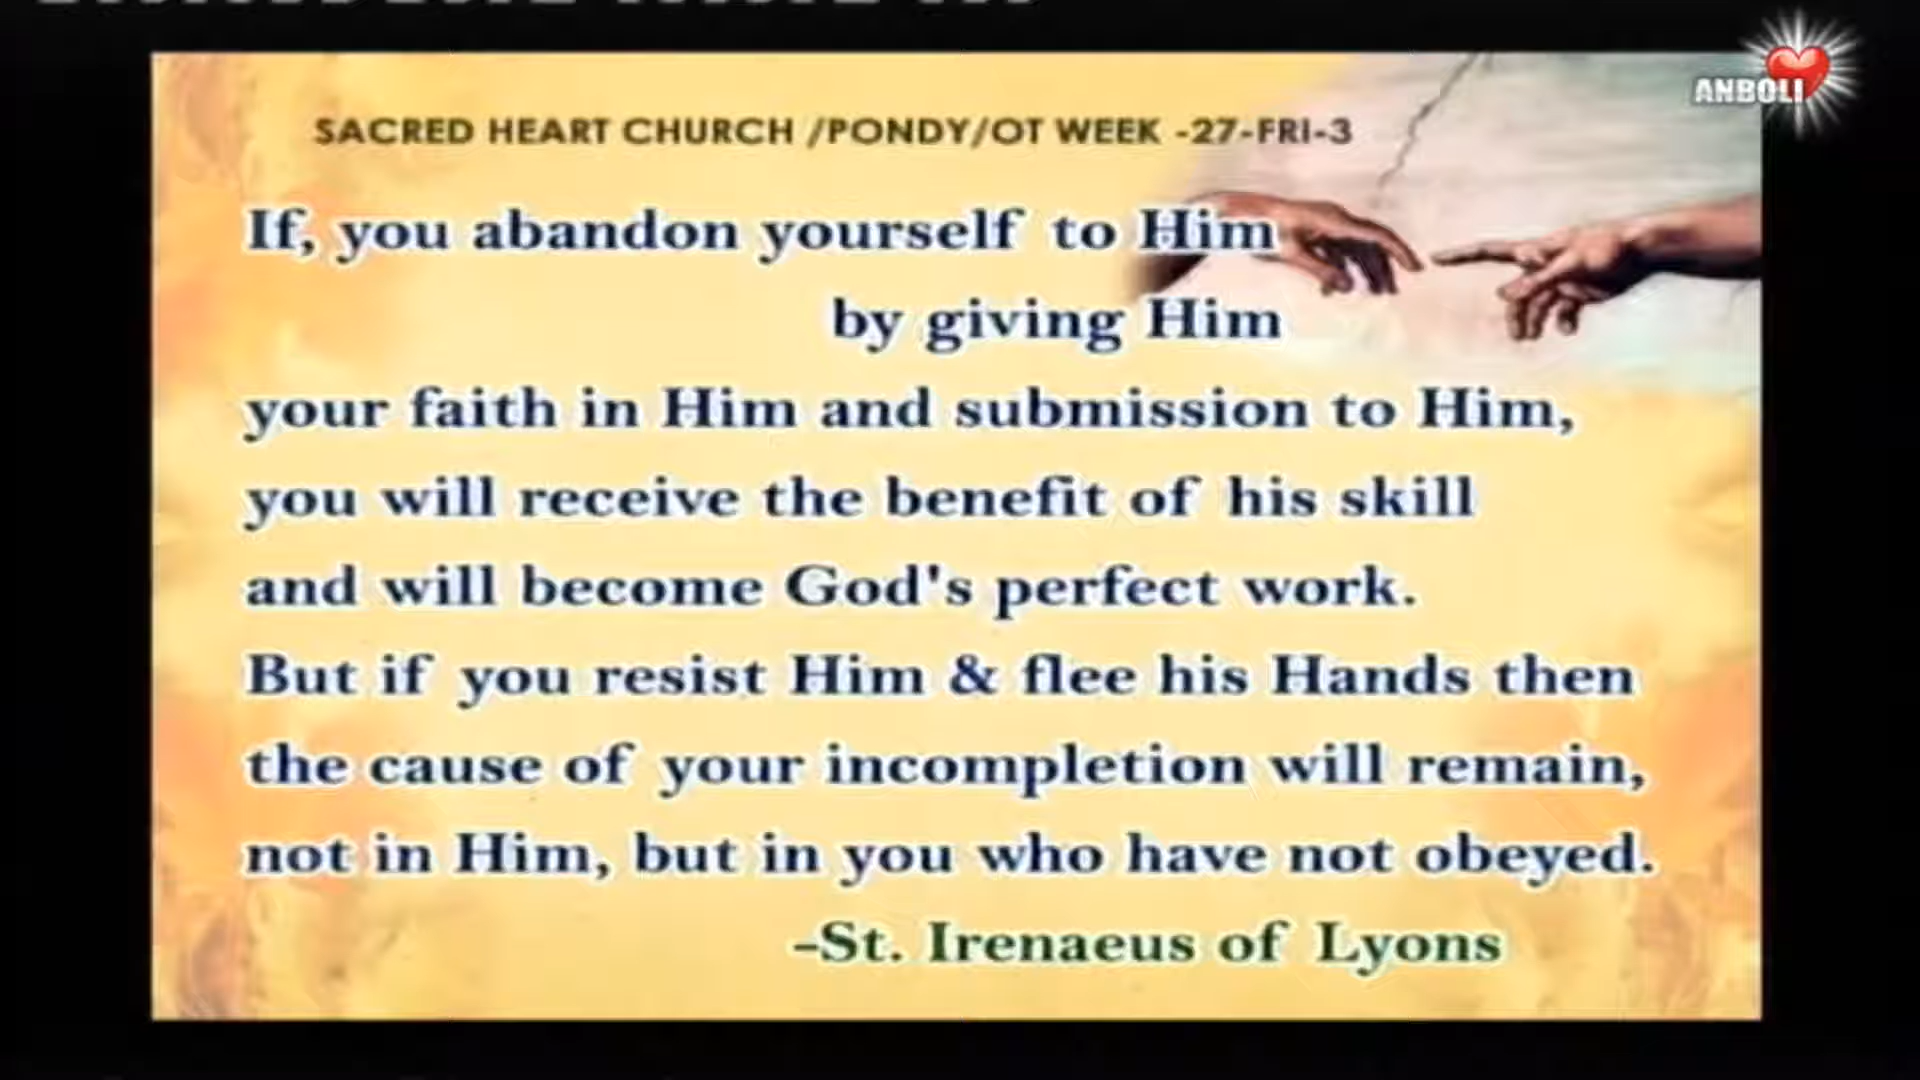 ANBOLI
SACRED HEART CHURCH /PONDY/OT WEEK -27-FRI-3
If, you abandon yourself to Him
by giving Him
your faith in Him and submission to Him,
you will receive the benefit of his skill
and will become God's perfect work.
But if you resist Him & flee his Hands then
the cause of your incompletion will remain,
not in Him, but in you who have not obeyed.
-St. Irenaeus of Lyons